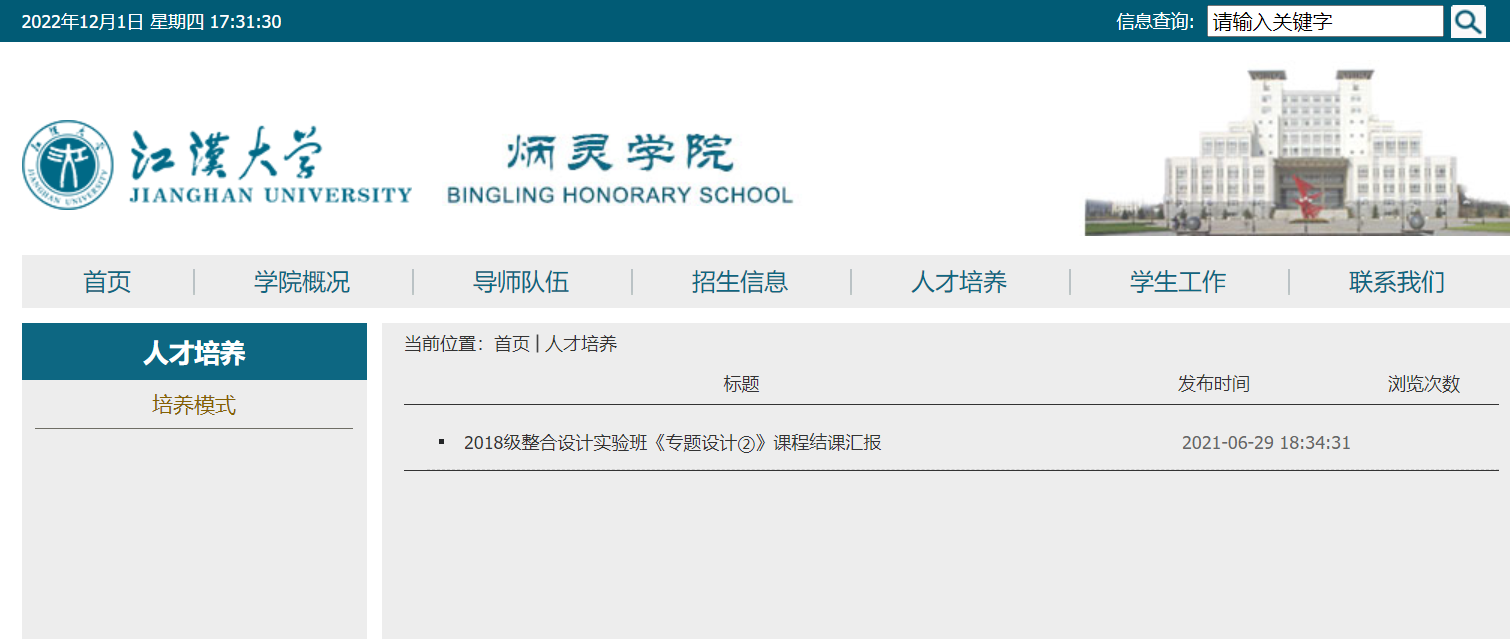 2022年12月1日 星期四 17:31:30 信息查询: 请输入关键字
江漢大学 炳灵学院
JIANGHAN UNIVERSITY BINGLING HONORARY SCHOOL
首页 学院概况 导师队伍 招生信息 人才培养 学生工作 联系我们
人才培养
培养模式
当前位置：首页 | 人才培养
标题 发布时间 浏览次数
2018级整合设计实验班《专题设计②》课程结课汇报 2021-06-29 18:34:31